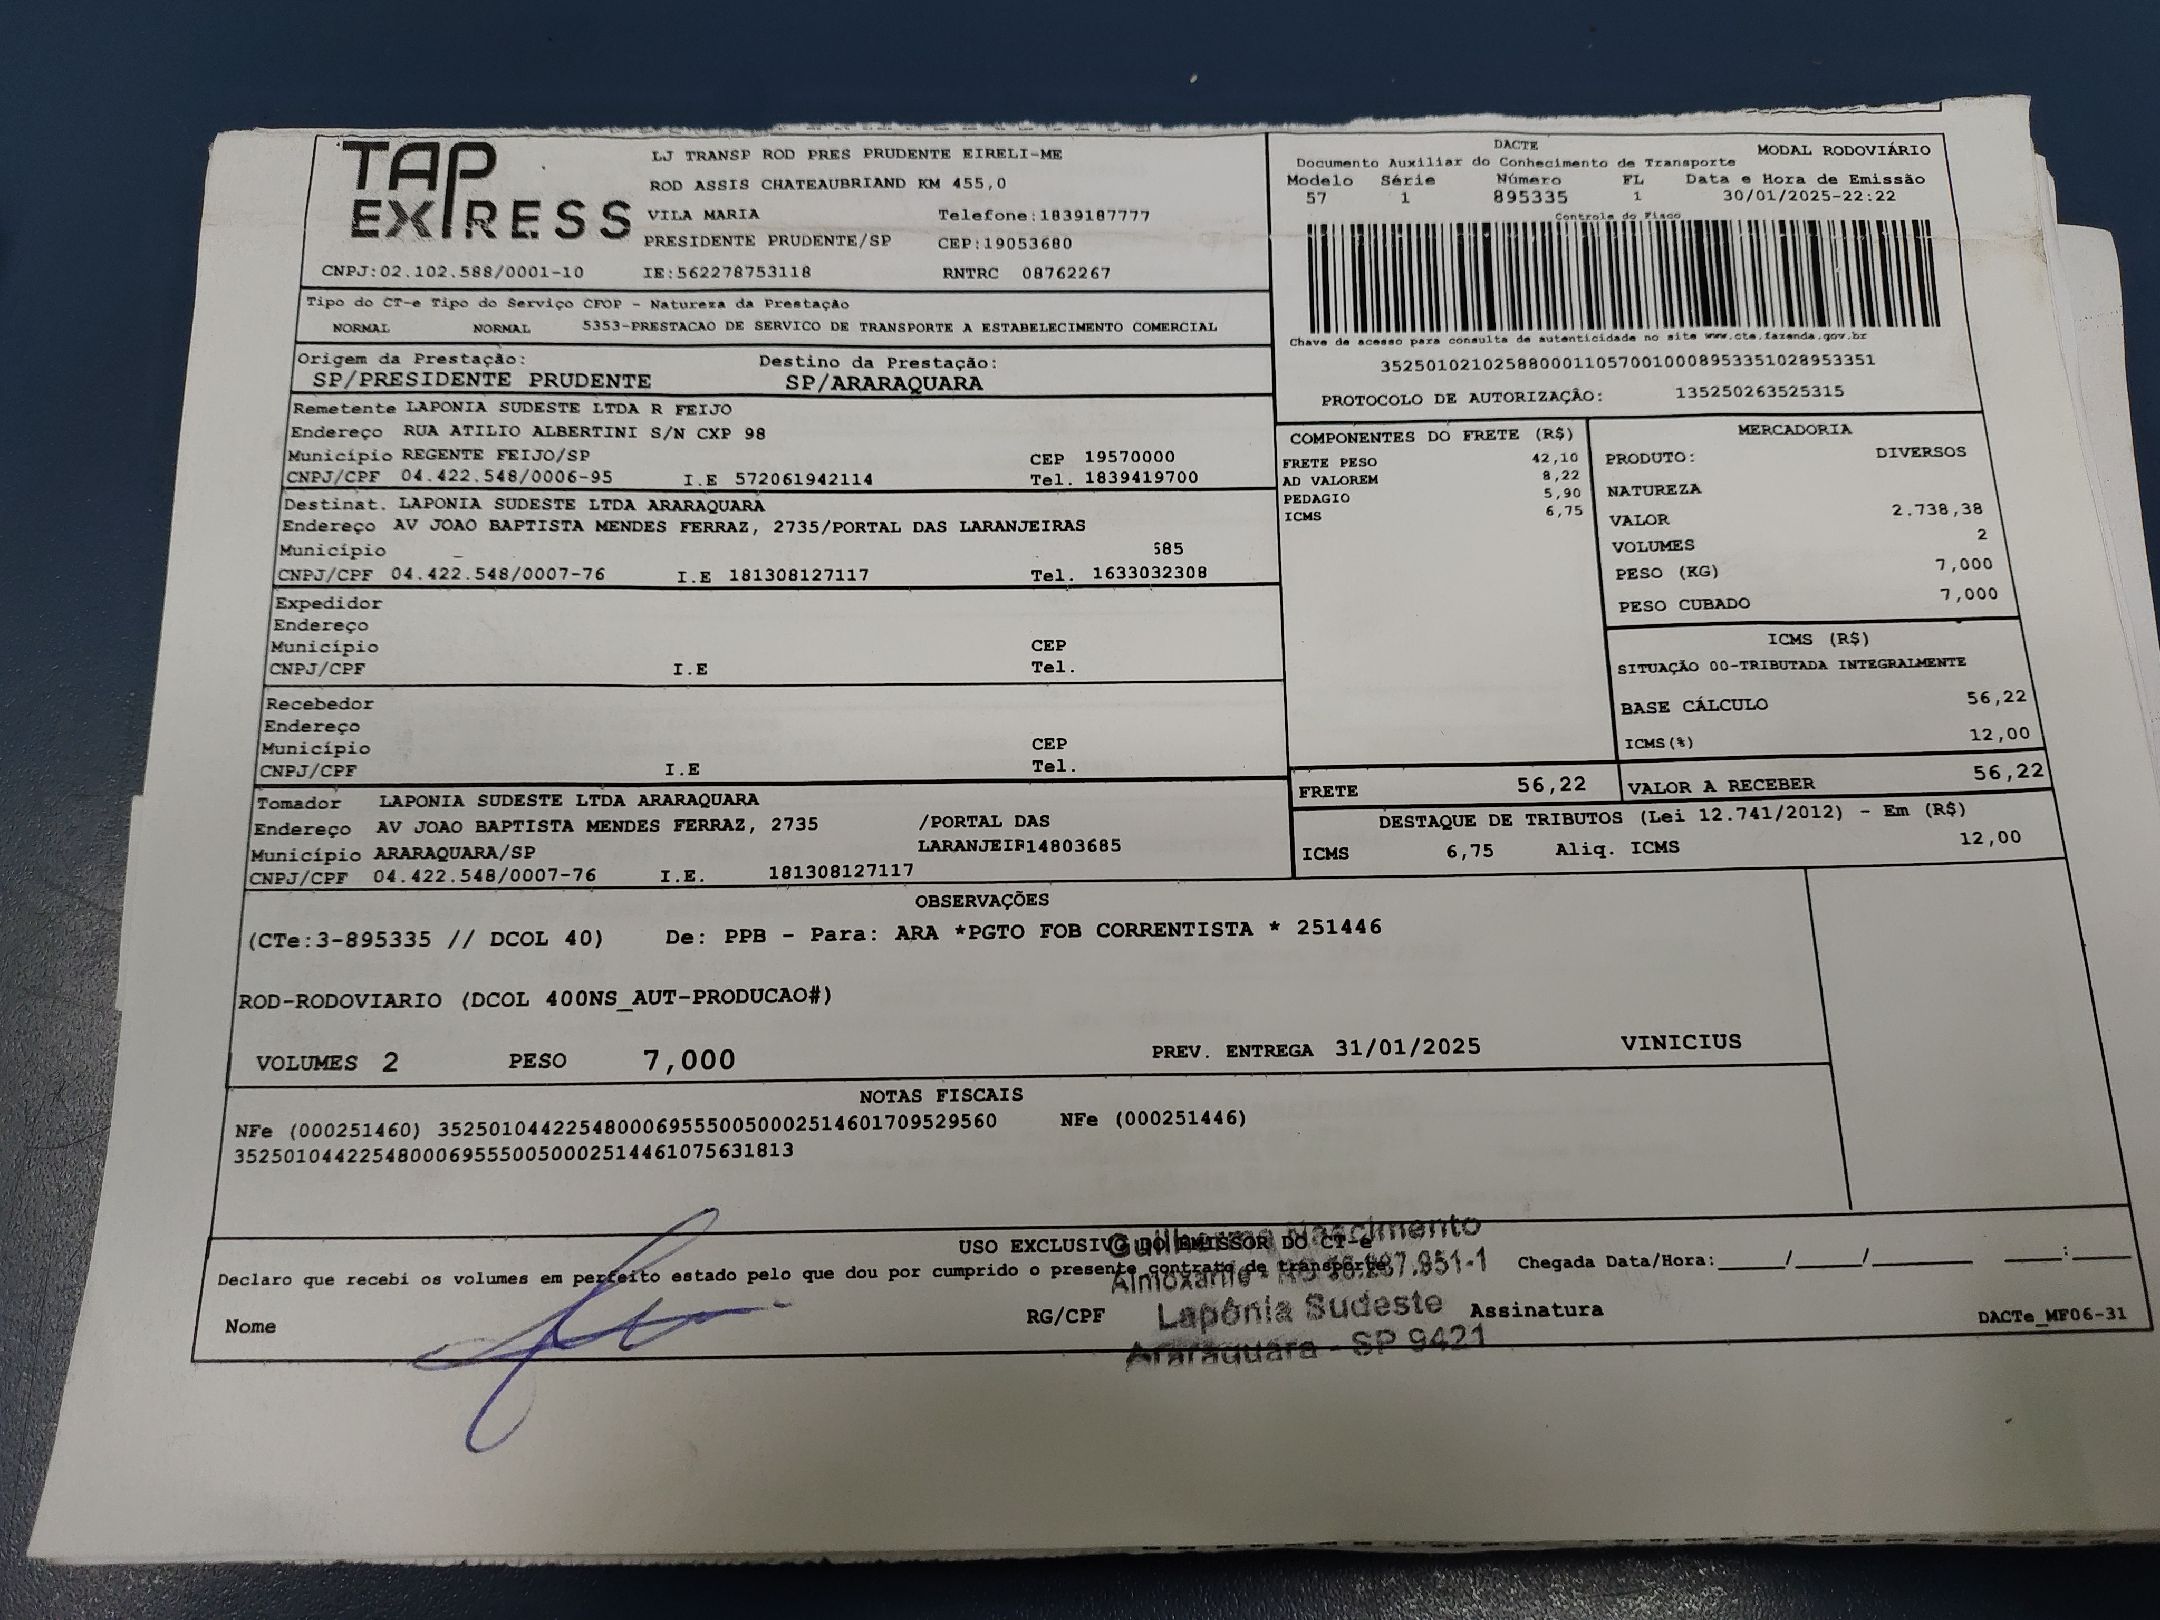 TAP
EXPRESS
LJ TRANSP ROD PRES PRUDENTE EIRELI-ME
ROD ASSIS CHATEAUBRIAND KM 455,0
VILA MARIA Telefone:1839187777
PRESIDENTE PRUDENTE/SP CEP:19053680
CNPJ:02.102.588/0001-10 IE:562278753118 RNTRC 08762267
DACTE MODAL RODOVIÁRIO
Documento Auxiliar do Conhecimento de Transporte
Modelo Série Número FL Data e Hora de Emissão
57 1 895335 1 30/01/2025-22:22
Controle do Fisco
Chave de acesso para consulta de autenticidade no site www.cte.fazenda.gov.br
35250102102588000110570010008953351028953351
PROTOCOLO DE AUTORIZAÇÂO: 135250263525315
Tipo do CT-e Tipo do Serviço CFOP - Natureza da Prestação
NORMAL NORMAL 5353-PRESTACAO DE SERVICO DE TRANSPORTE A ESTABELECIMENTO COMERCIAL
Origem da Prestação: Destino da Prestação:
SP/PRESIDENTE PRUDENTE SP/ARARAQUARA
Remetente LAPONIA SUDESTE LTDA R FEIJO
Endereço RUA ATILIO ALBERTINI S/N CXP 98
Município REGENTE FEIJO/SP CEP 19570000
CNPJ/CPF 04.422.548/0006-95 I.E 572061942114 Tel. 1839419700
Destinat. LAPONIA SUDESTE LTDA ARARAQUARA
Endereço AV JOAO BAPTISTA MENDES FERRAZ, 2735/PORTAL DAS LARANJEIRAS
Município 685
CNPJ/CPF 04.422.548/0007-76 I.E 181308127117 Tel. 1633032308
Expedidor
Endereço
Município CEP
CNPJ/CPF I.E Tel.
Recebedor
Endereço
Município CEP
CNPJ/CPF I.E Tel.
Tomador LAPONIA SUDESTE LTDA ARARAQUARA
Endereço AV JOAO BAPTISTA MENDES FERRAZ, 2735 /PORTAL DAS
Município ARARAQUARA/SP LARANJEIR14803685
CNPJ/CPF 04.422.548/0007-76 I.E. 181308127117
COMPONENTES DO FRETE (R$)
FRETE PESO 42,10
AD VALOREM 8,22
PEDAGIO 5,90
ICMS 6,75
FRETE 56,22
MERCADORIA
PRODUTO: DIVERSOS
NATUREZA
VALOR 2.738,38
VOLUMES 2
PESO (KG) 7,000
PESO CUBADO 7,000
ICMS (R$)
SITUAÇÃO 00-TRIBUTADA INTEGRALMENTE
BASE CÁLCULO 56,22
ICMS(%) 12,00
VALOR A RECEBER 56,22
DESTAQUE DE TRIBUTOS (Lei 12.741/2012) - Em (R$)
ICMS 6,75 Aliq. ICMS 12,00
OBSERVAÇÕES
(CTe:3-895335 // DCOL 40) De: PPB - Para: ARA *PGTO FOB CORRENTISTA * 251446
ROD-RODOVIARIO (DCOL 400NS_AUT-PRODUCAO#)
VOLUMES 2 PESO 7,000 PREV. ENTREGA 31/01/2025 VINICIUS
NOTAS FISCAIS
NFe (000251460) 35250104422548000695550050002514601709529560 NFe (000251446)
35250104422548000695550050002514461075631813
USO EXCLUSIVO DO EMISSOR DO CT-e
Declaro que recebi os volumes em perfeito estado pelo que dou por cumprido o presente contrato de transporte Chegada Data/Hora:_____/_____/_______ ____:____
Nome RG/CPF Assinatura DACTe_MF06-31
Guilherme Nascimento
Almoxarife - RG
Lapônia Sudeste
Araraquara - SP 9421